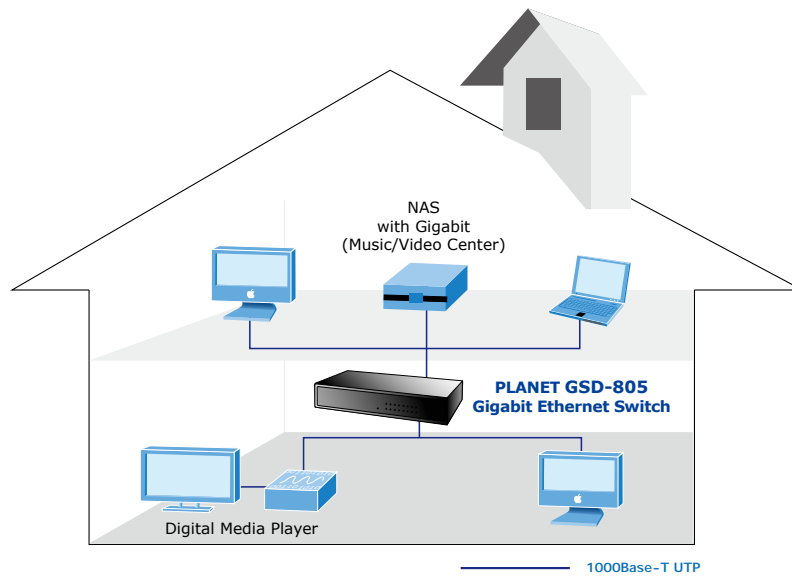 NAS
with Gigabit
(Music/Video Center)
PLANET GSD-805
Gigabit Ethernet Switch
Digital Media Player
1000Base-T UTP